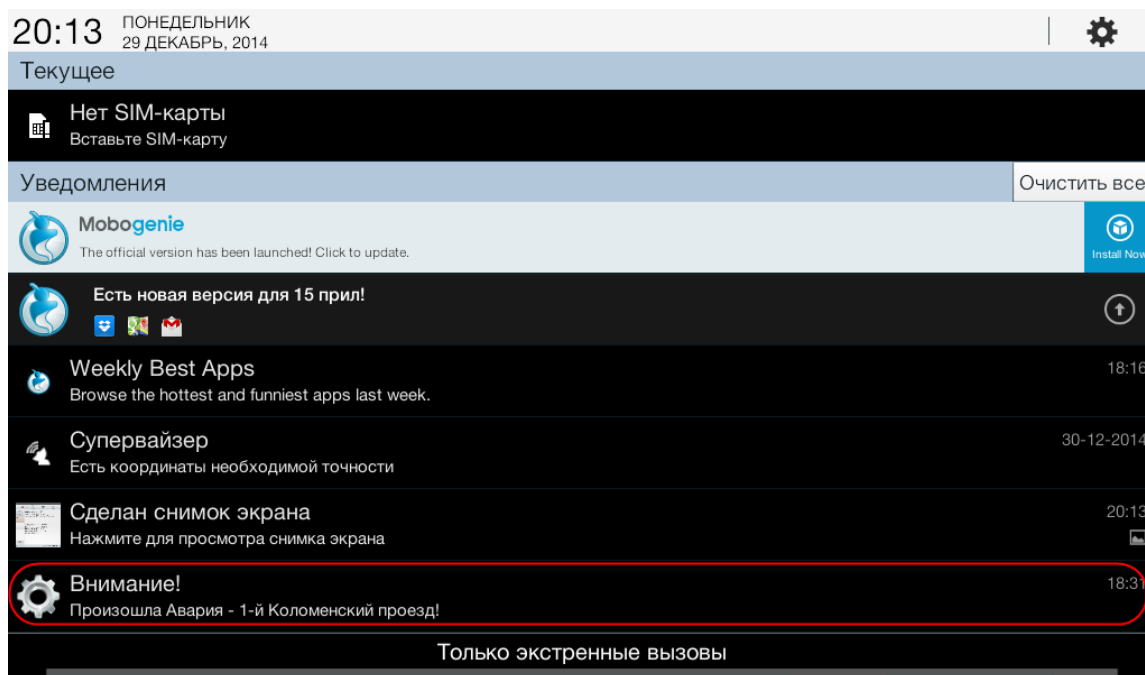 20:13 ПОНЕДЕЛЬНИК
29 ДЕКАБРЬ, 2014
Текущее
Нет SIM-карты
Вставьте SIM-карту
Уведомления Очистить все
Mobogenie
The official version has been launched! Click to update.
Install Now
Есть новая версия для 15 прил!
Weekly Best Apps 18:16
Browse the hottest and funniest apps last week.
Супервайзер 30-12-2014
Есть координаты необходимой точности
Сделан снимок экрана 20:13
Нажмите для просмотра снимка экрана
Внимание! 18:31
Произошла Авария - 1-й Коломенский проезд!
Только экстренные вызовы